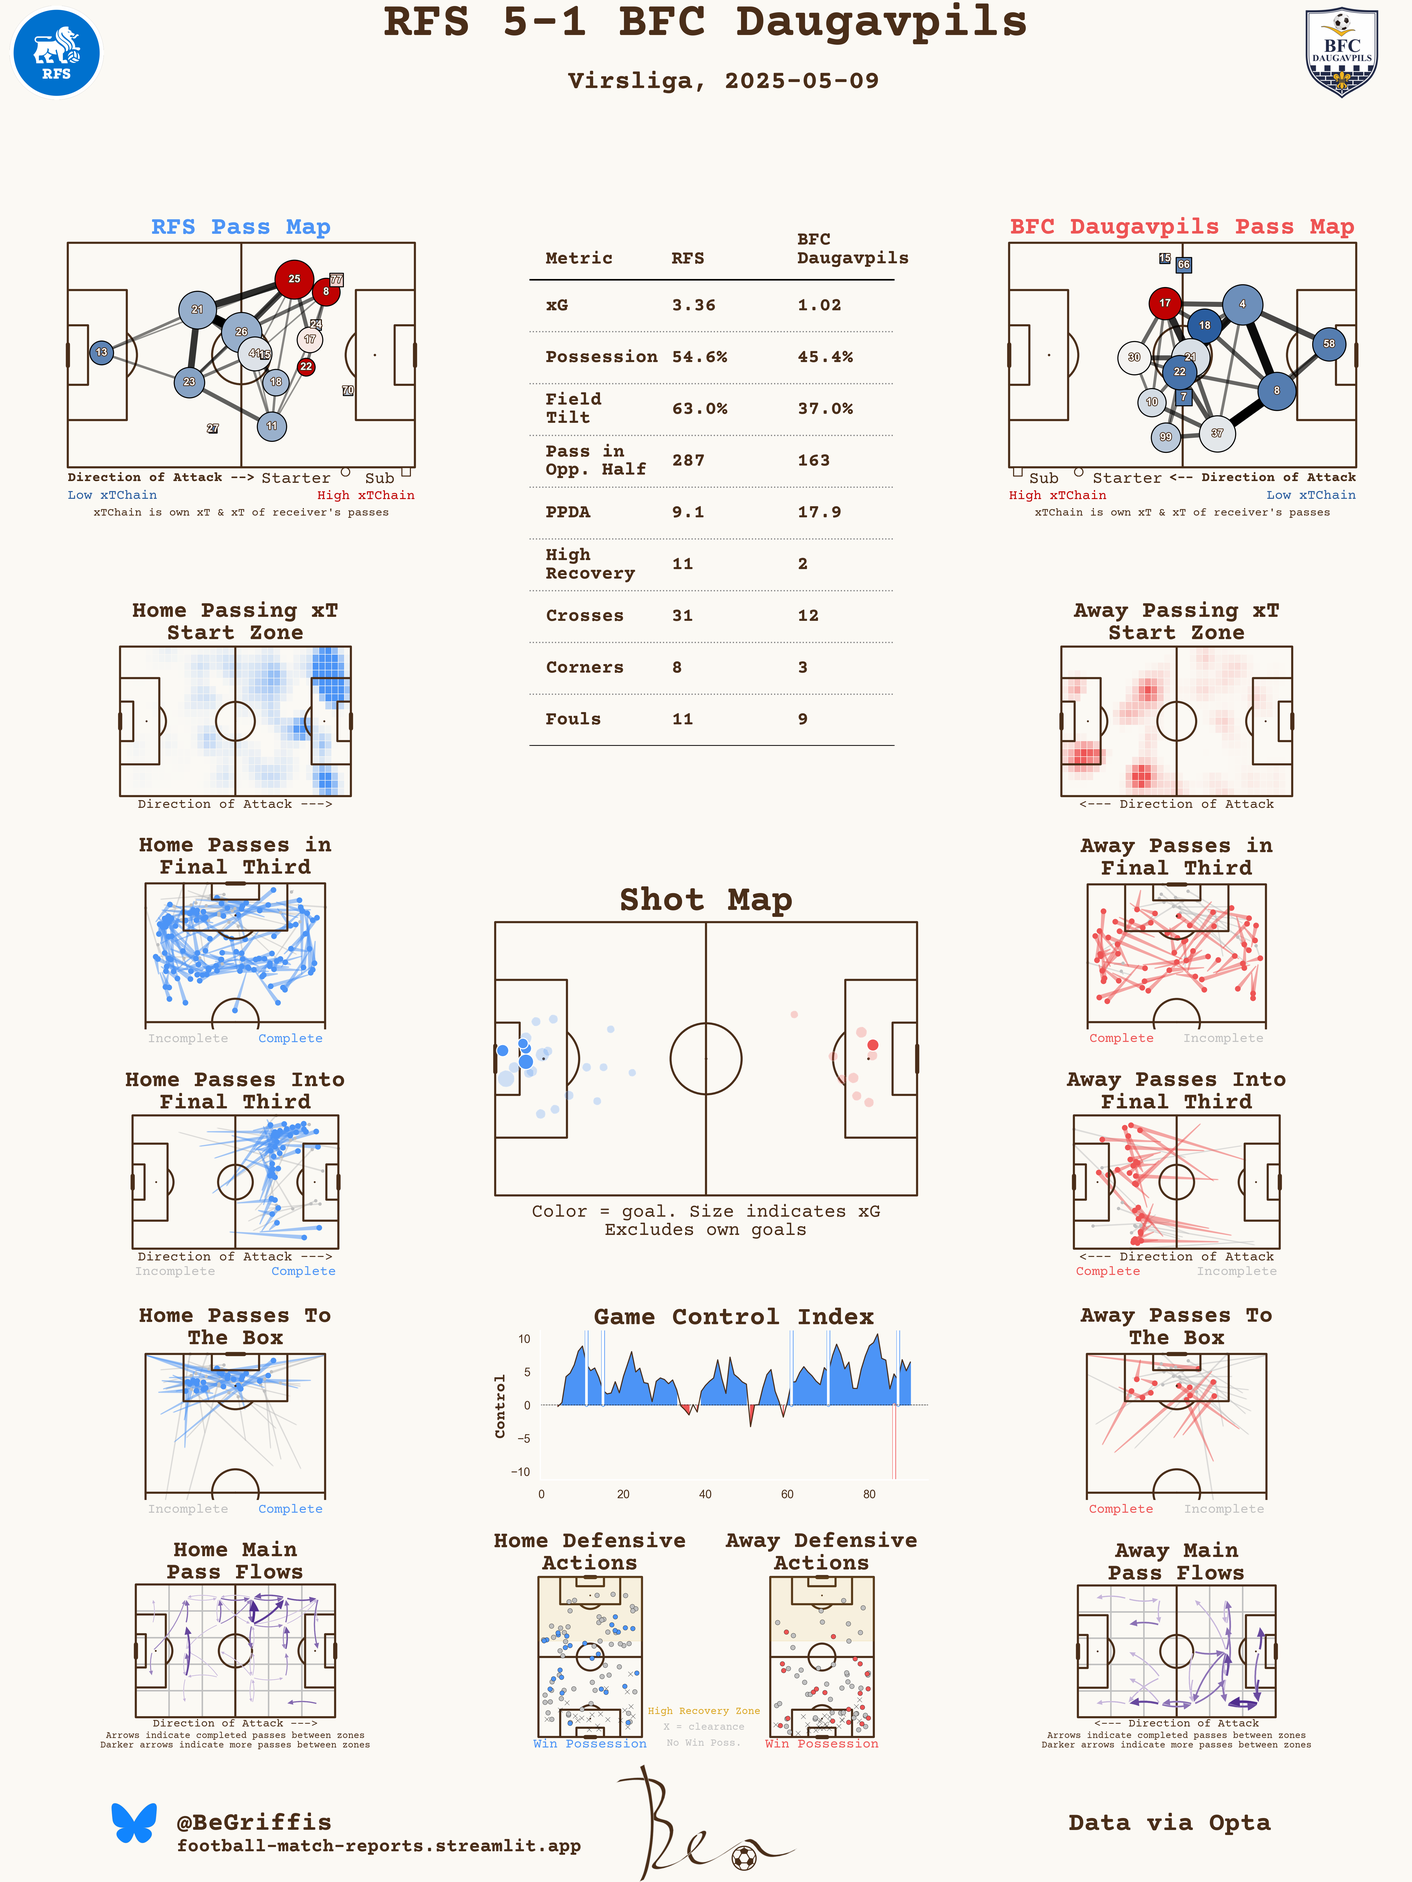 RFS 5-1 BFC Daugavpils
Virsliga, 2025-05-09
RFS
BFC
DAUGAVPILS
RFS Pass Map
25
77
8
21
26
24
17
41
15
13
22
23
18
70
11
27
Direction of Attack --> Starter Sub
Low xTChain High xTChain
xTChain is own xT & xT of receiver's passes
Metric RFS BFC Daugavpils
xG 3.36 1.02
Possession 54.6% 45.4%
Field Tilt 63.0% 37.0%
Pass in Opp. Half 287 163
PPDA 9.1 17.9
High Recovery 11 2
Crosses 31 12
Corners 8 3
Fouls 11 9
BFC Daugavpils Pass Map
15
66
17
4
18
58
30
21
22
8
10
7
99
37
Sub Starter <-- Direction of Attack
High xTChain Low xTChain
xTChain is own xT & xT of receiver's passes
Home Passing xT
Start Zone
Direction of Attack --->
Away Passing xT
Start Zone
<--- Direction of Attack
Home Passes in
Final Third
Incomplete Complete
Away Passes in
Final Third
Complete Incomplete
Shot Map
Color = goal. Size indicates xG
Excludes own goals
Home Passes Into
Final Third
Direction of Attack --->
Incomplete Complete
Away Passes Into
Final Third
<--- Direction of Attack
Complete Incomplete
Home Passes To
The Box
Incomplete Complete
Game Control Index
Control
10
5
0
−5
−10
0 20 40 60 80
Away Passes To
The Box
Complete Incomplete
Home Main
Pass Flows
Direction of Attack --->
Arrows indicate completed passes between zones
Darker arrows indicate more passes between zones
Home Defensive
Actions
Win Possession
Away Defensive
Actions
Win Possession
High Recovery Zone
X = clearance
No Win Poss.
Away Main
Pass Flows
<--- Direction of Attack
Arrows indicate completed passes between zones
Darker arrows indicate more passes between zones
@BeGriffis
football-match-reports.streamlit.app
Ben
Data via Opta